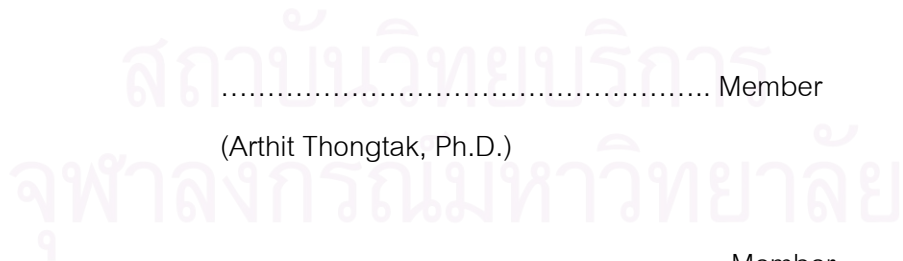 สถาบันวิทยบริการ
……………………………………………….. Member
(Arthit Thongtak, Ph.D.)
จุฬาลงกรณ์มหาวิทยาลัย
Member